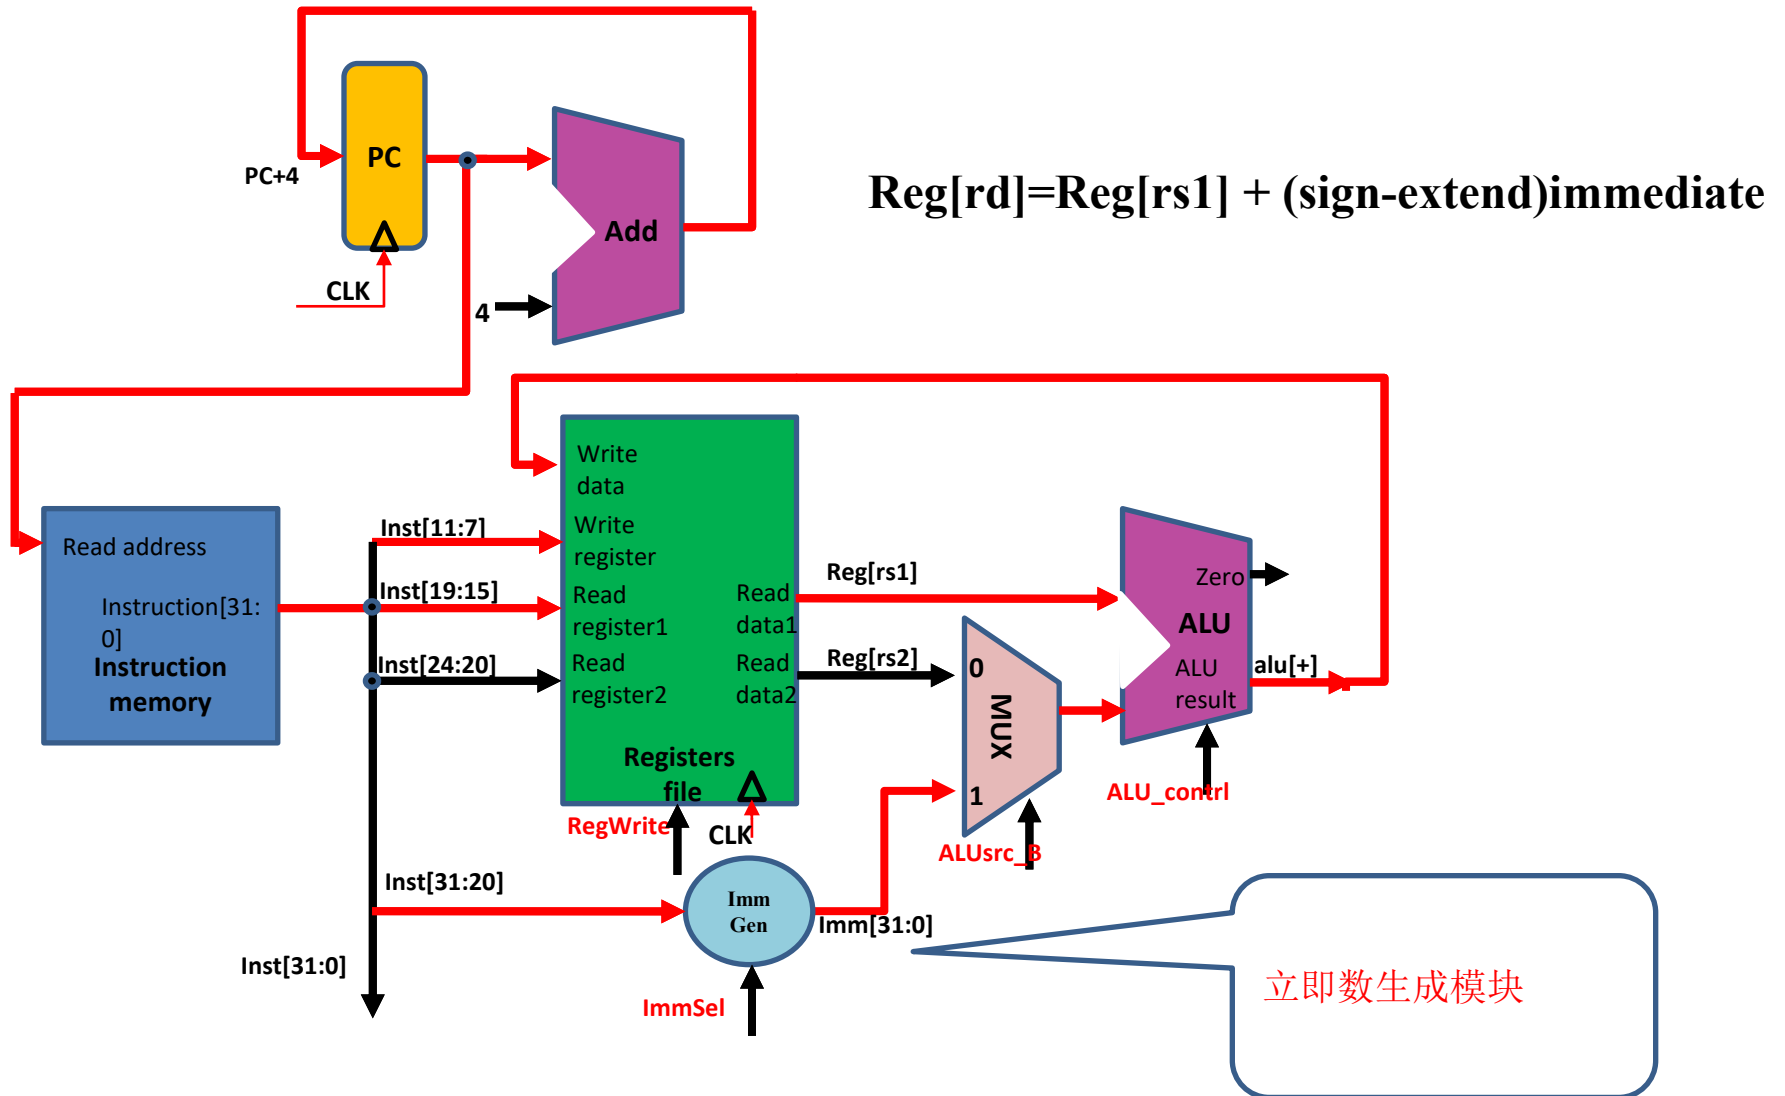 PC
PC+4
CLK
Add
4
Reg[rd]=Reg[rs1] + (sign-extend)immediate
Read address
Instruction[31:
0]
Instruction
memory
Inst[11:7]
Inst[19:15]
Inst[24:20]
Inst[31:20]
Inst[31:0]
Write
data
Write
register
Read
register1
Read
register2
Read
data1
Read
data2
Registers
file
RegWrite
CLK
Reg[rs1]
Reg[rs2]
0
MUX
1
ALUsrc_B
Zero
ALU
ALU
result
alu[+]
ALU_contrl
Imm
Gen
Imm[31:0]
ImmSel
立即数生成模块